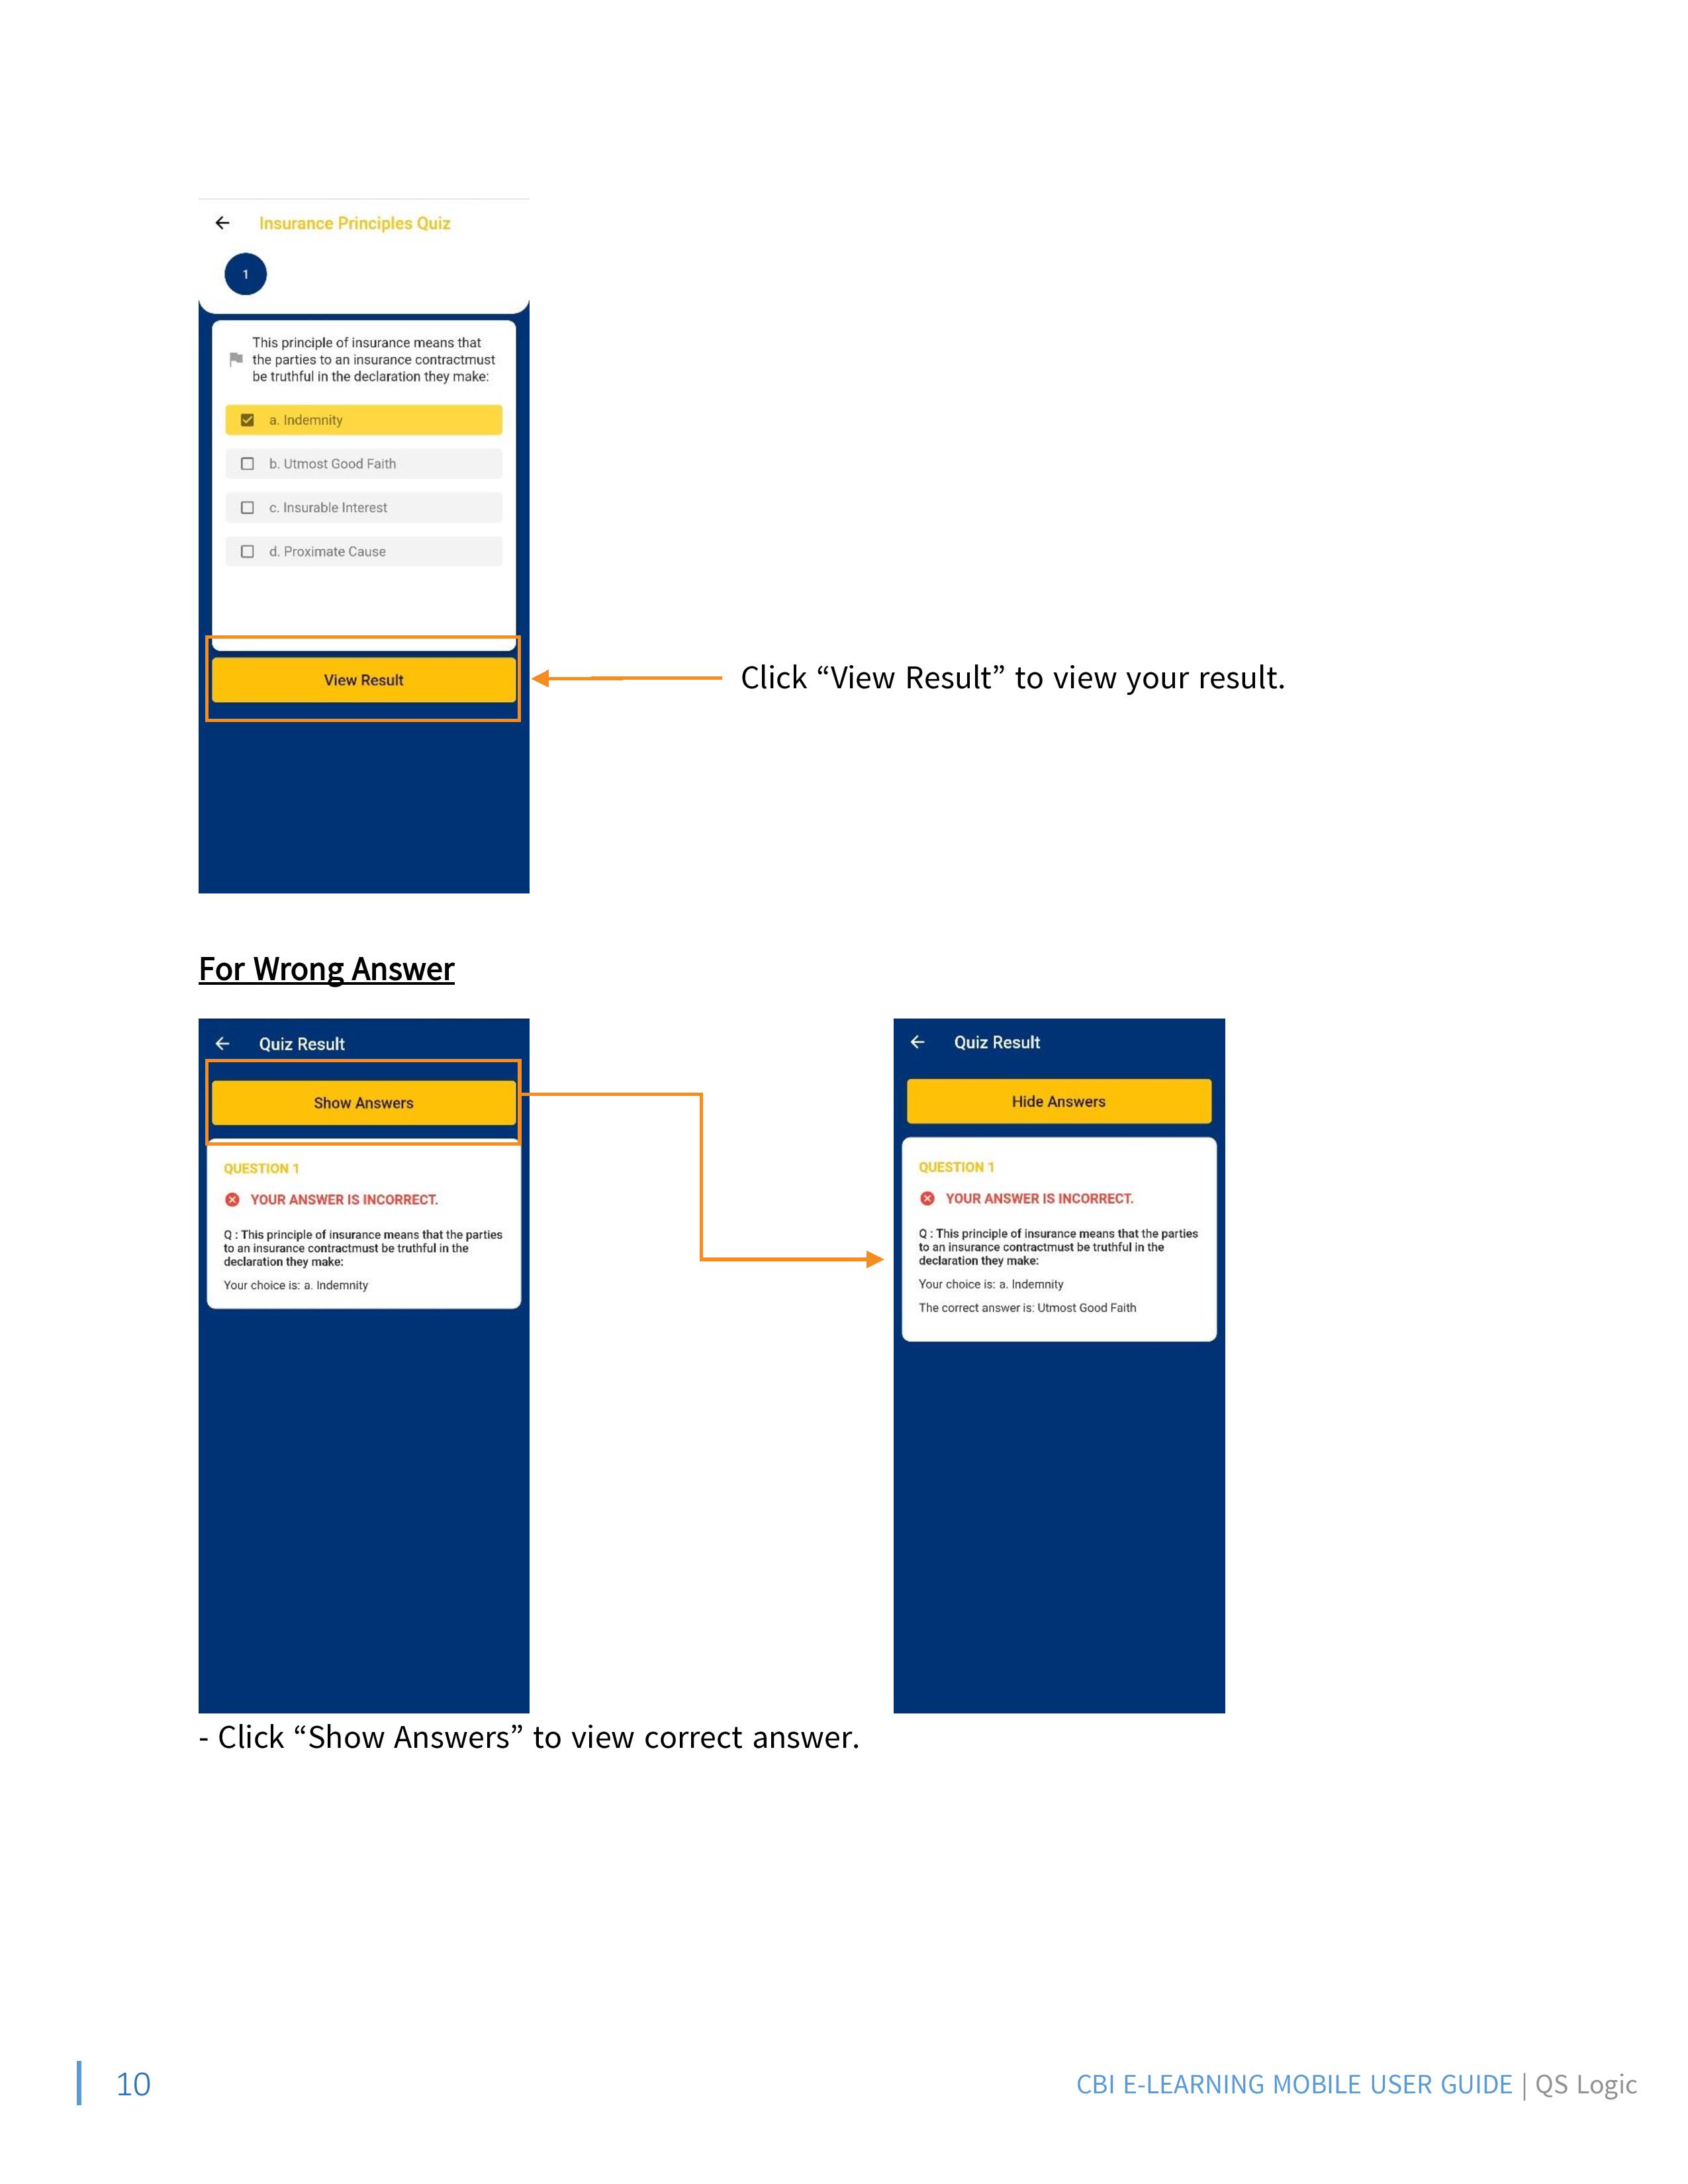 Insurance Principles Quiz
1
This principle of insurance means that
the parties to an insurance contractmust
be truthful in the declaration they make:
a. Indemnity
b. Utmost Good Faith
c. Insurable Interest
d. Proximate Cause
View Result
Click “View Result” to view your result.
For Wrong Answer
Quiz Result
Show Answers
QUESTION 1
YOUR ANSWER IS INCORRECT.
Q : This principle of insurance means that the parties
to an insurance contractmust be truthful in the
declaration they make:
Your choice is: a. Indemnity
Quiz Result
Hide Answers
QUESTION 1
YOUR ANSWER IS INCORRECT.
Q : This principle of insurance means that the parties
to an insurance contractmust be truthful in the
declaration they make:
Your choice is: a. Indemnity
The correct answer is: Utmost Good Faith
- Click “Show Answers” to view correct answer.
10
CBI E-LEARNING MOBILE USER GUIDE | QS Logic